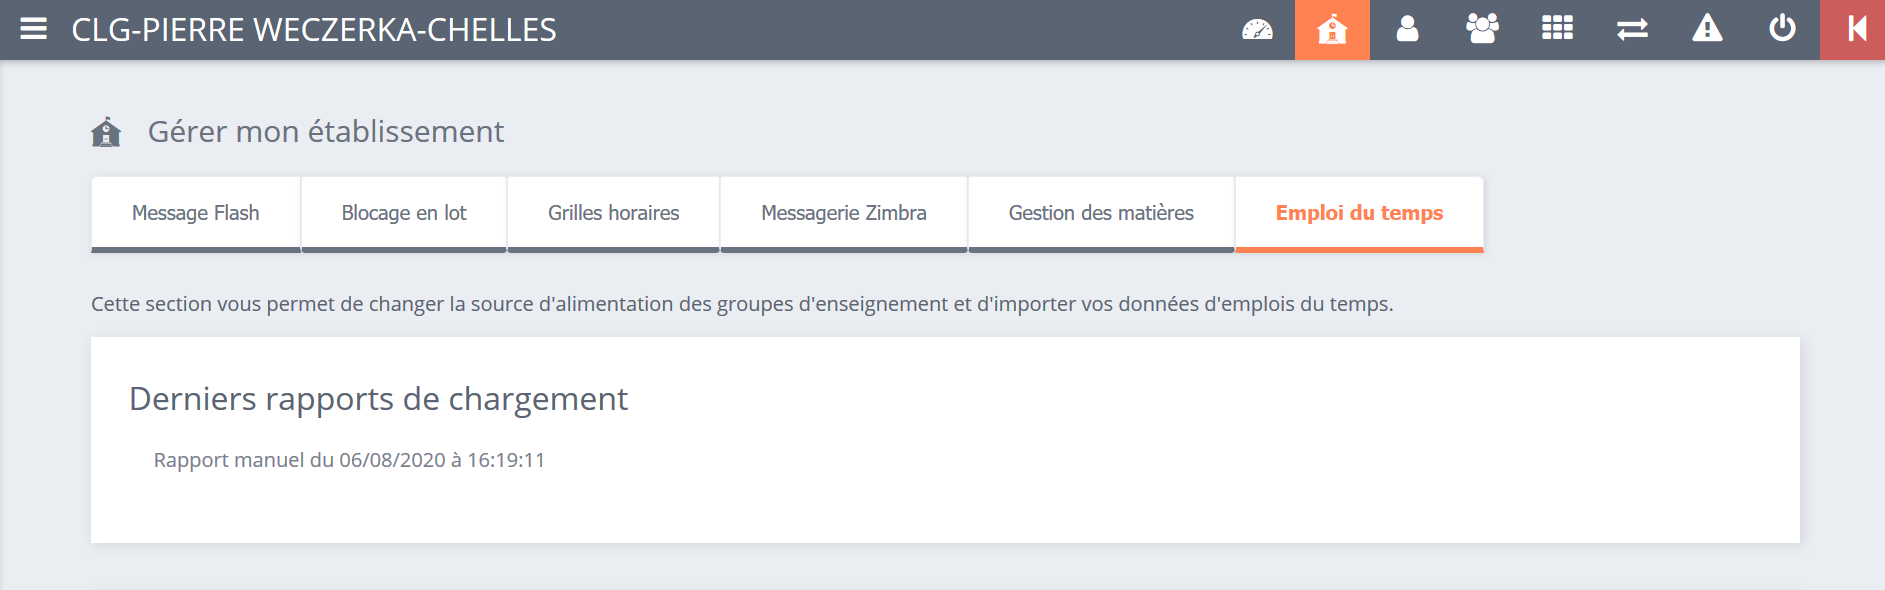 CLG-PIERRE WECZERKA-CHELLES
Gérer mon établissement
Message Flash
Blocage en lot
Grilles horaires
Messagerie Zimbra
Gestion des matières
Emploi du temps
Cette section vous permet de changer la source d'alimentation des groupes d'enseignement et d'importer vos données d'emplois du temps.
Derniers rapports de chargement
Rapport manuel du 06/08/2020 à 16:19:11